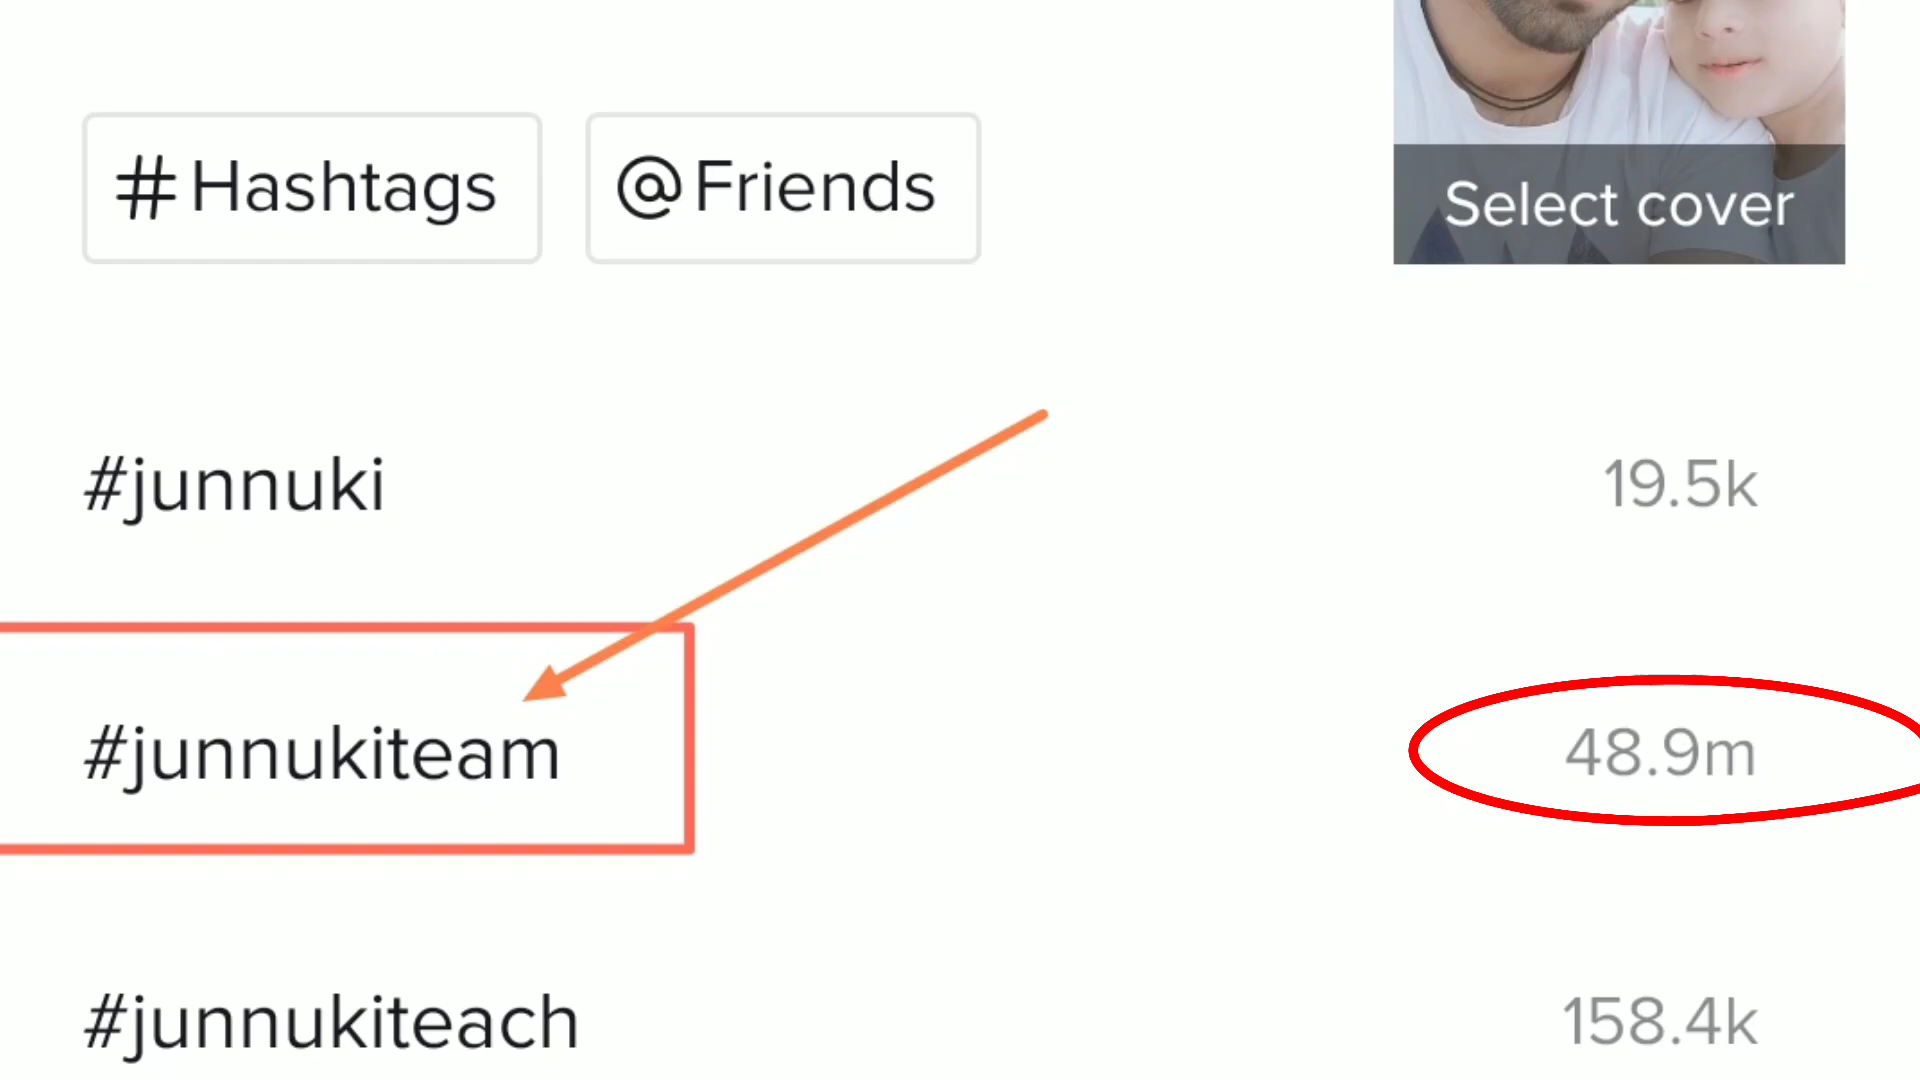 #Hashtags @Friends
Select cover
#junnuki 19.5k
#junnukiteam 48.9m
#junnukiteach 158.4k